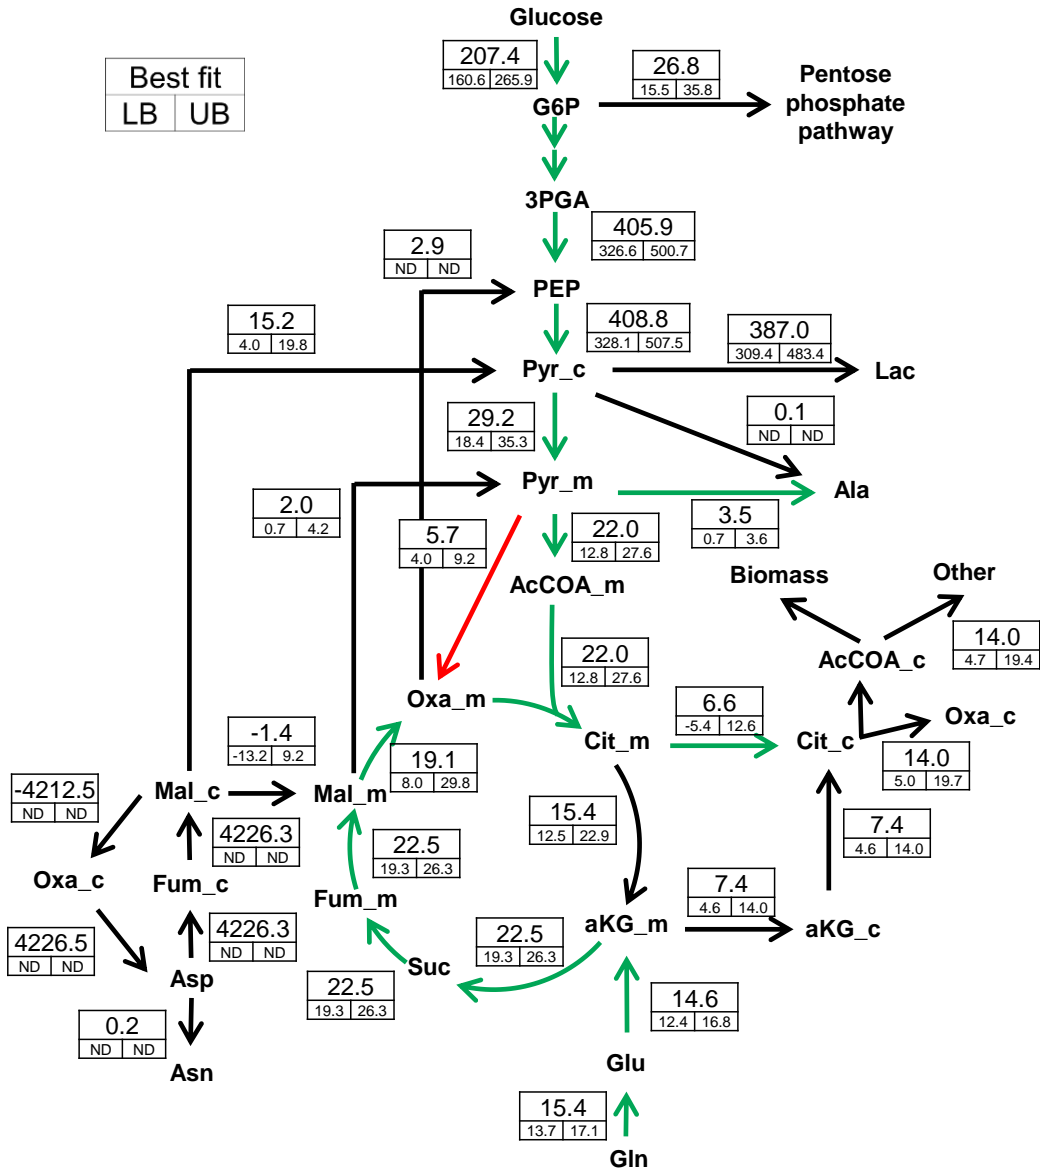 Glucose
207.4
160.6 265.9
Best fit
LB UB
26.8
15.5 35.8
Pentose
phosphate
pathway
G6P
3PGA
405.9
326.6 500.7
2.9
ND ND
PEP
15.2
4.0 19.8
408.8
328.1 507.5
387.0
309.4 483.4
Pyr_c
Lac
29.2
18.4 35.3
0.1
ND ND
Pyr_m
Ala
2.0
0.7 4.2
5.7
4.0 9.2
22.0
12.8 27.6
3.5
0.7 3.6
AcCOA_m
Biomass
Other
22.0
12.8 27.6
14.0
4.7 19.4
AcCOA_c
Oxa_m
6.6
-5.4 12.6
Oxa_c
-1.4
-13.2 9.2
19.1
8.0 29.8
Cit_m
Cit_c
14.0
5.0 19.7
-4212.5
ND ND
Mal_c
Mal_m
15.4
12.5 22.9
7.4
4.6 14.0
4226.3
ND ND
22.5
19.3 26.3
Oxa_c
Fum_c
Fum_m
7.4
4.6 14.0
aKG_m
aKG_c
4226.5
ND ND
4226.3
ND ND
22.5
19.3 26.3
Asp
Suc
22.5
19.3 26.3
14.6
12.4 16.8
0.2
ND ND
Asn
Glu
15.4
13.7 17.1
Gln